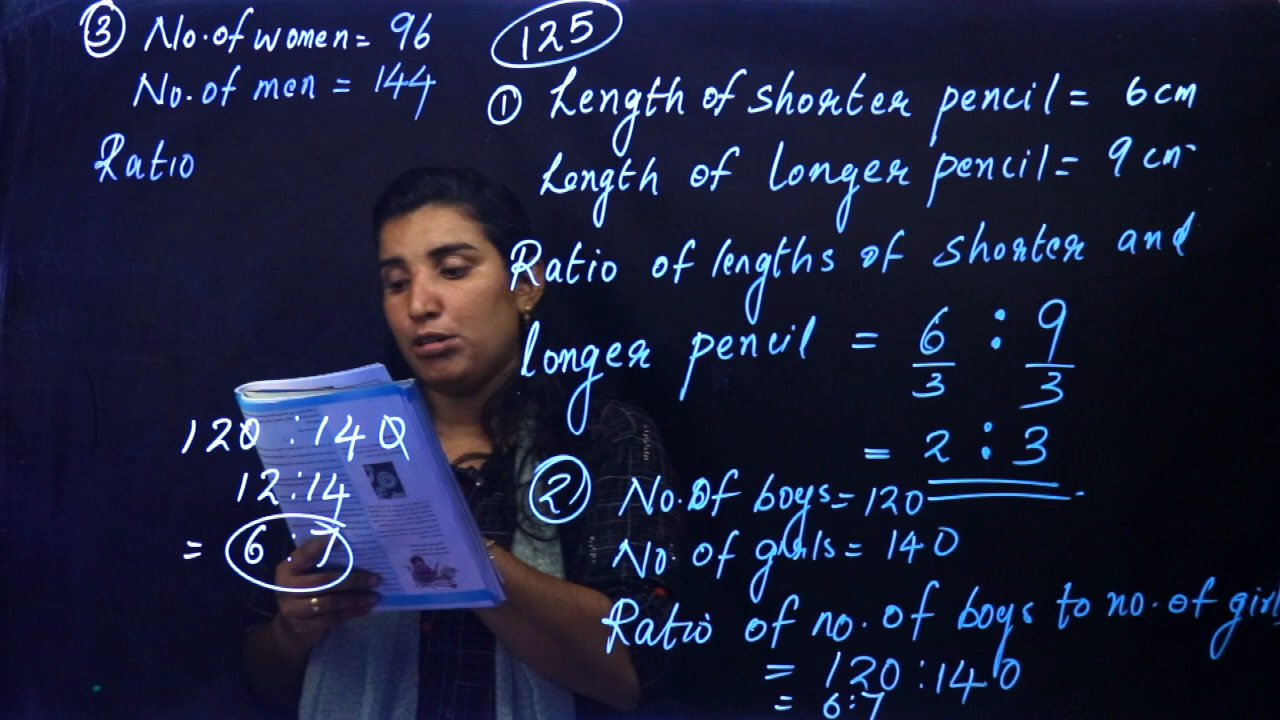 ③ No. of women = 96
No. of men = 144
Ratio
120 : 140
12 : 14
= 6 : 7
125
① Length of shorter pencil = 6 cm
Length of longer pencil = 9 cm
Ratio of lengths of shorter and
longer pencil = 6/3 : 9/3
= 2 : 3
② No. of boys = 120
No. of girls = 140
Ratio of no. of boys to no. of girls
= 120 : 140
= 6 : 7